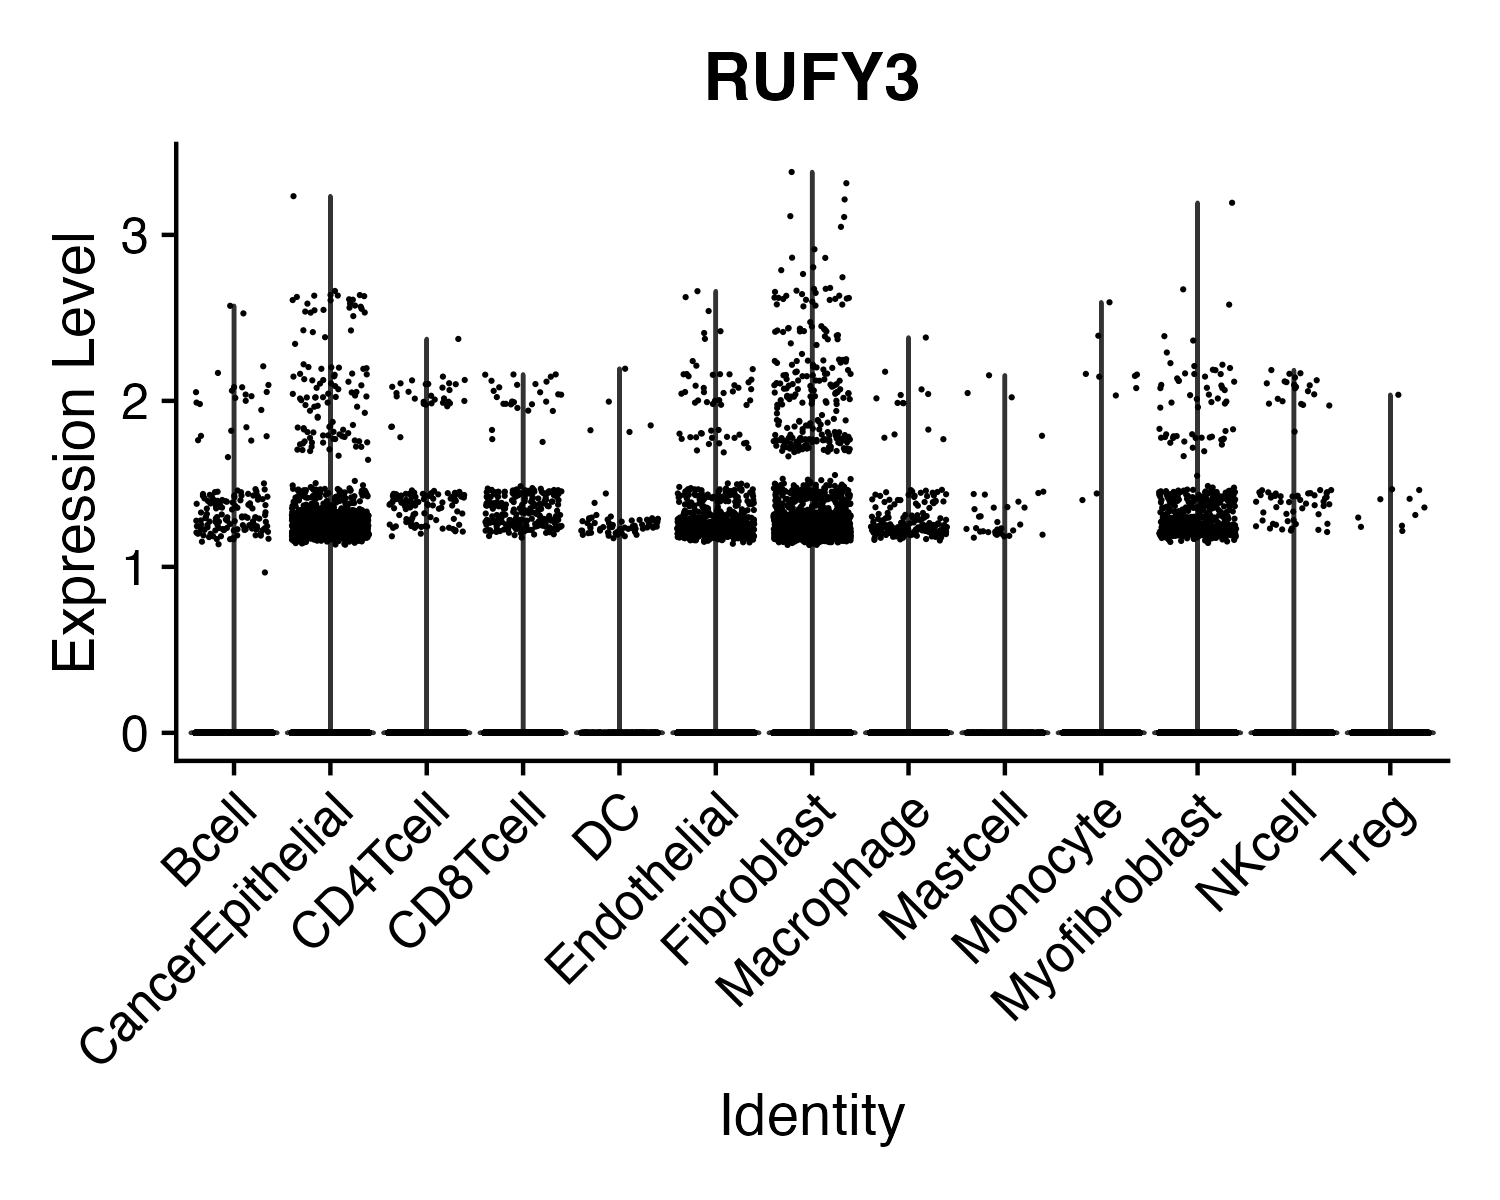 RUFY3
Expression Level
3
2
1
0
Bcell
CancerEpithelial
CD4Tcell
CD8Tcell
DC
Endothelial
Fibroblast
Macrophage
Mastcell
Monocyte
Myofibroblast
NKcell
Treg
Identity